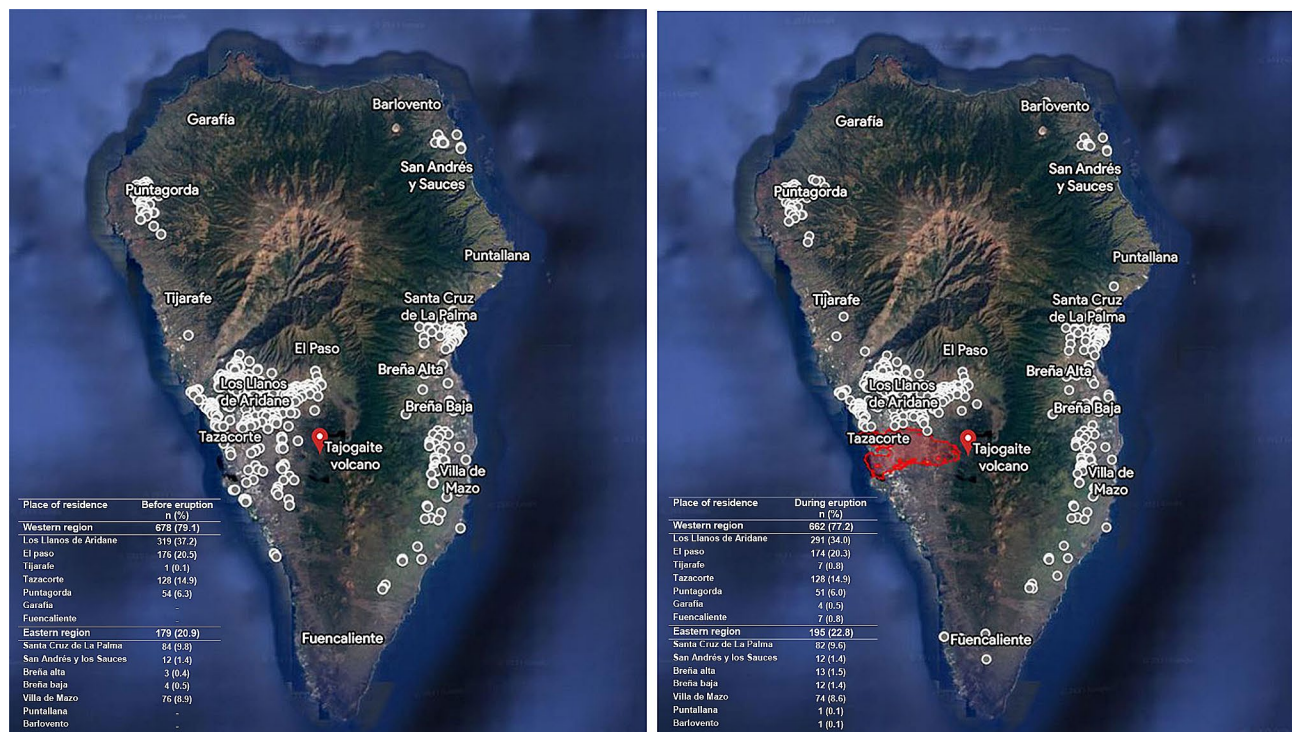 Garafía
Barlovento
San Andrés
y Sauces
Puntagorda
Puntallana
Tijarafe
Santa Cruz
de La Palma
El Paso
Breña Alta
Los Llanos
de Aridane
Breña Baja
Tazacorte
Tajogaite
volcano
Villa de
Mazo
Fuencaliente
Place of residence Before eruption
n (%)
Western region 678 (79.1)
Los Llanos de Aridane 319 (37.2)
El paso 176 (20.5)
Tijarafe 1 (0.1)
Tazacorte 128 (14.9)
Puntagorda 54 (6.3)
Garafia -
Fuencaliente -
Eastern region 179 (20.9)
Santa Cruz de La Palma 84 (9.8)
San Andrés y los Sauces 12 (1.4)
Breña alta 3 (0.4)
Breña baja 4 (0.5)
Villa de Mazo 76 (8.9)
Puntallana -
Barlovento -
Garafía
Barlovento
San Andrés
y Sauces
Puntagorda
Puntallana
Tijarafe
Santa Cruz
de La Palma
El Paso
Breña Alta
Los Llanos
de Aridane
Breña Baja
Tazacorte
Tajogaite
volcano
Villa de
Mazo
Fuencaliente
Place of residence During eruption
n (%)
Western region 662 (77.2)
Los Llanos de Aridane 291 (34.0)
El paso 174 (20.3)
Tijarafe 7 (0.8)
Tazacorte 128 (14.9)
Puntagorda 51 (6.0)
Garafia 4 (0.5)
Fuencaliente 7 (0.8)
Eastern region 195 (22.8)
Santa Cruz de La Palma 82 (9.6)
San Andrés y los Sauces 12 (1.4)
Breña alta 13 (1.5)
Breña baja 12 (1.4)
Villa de Mazo 74 (8.6)
Puntallana 1 (0.1)
Barlovento 1 (0.1)